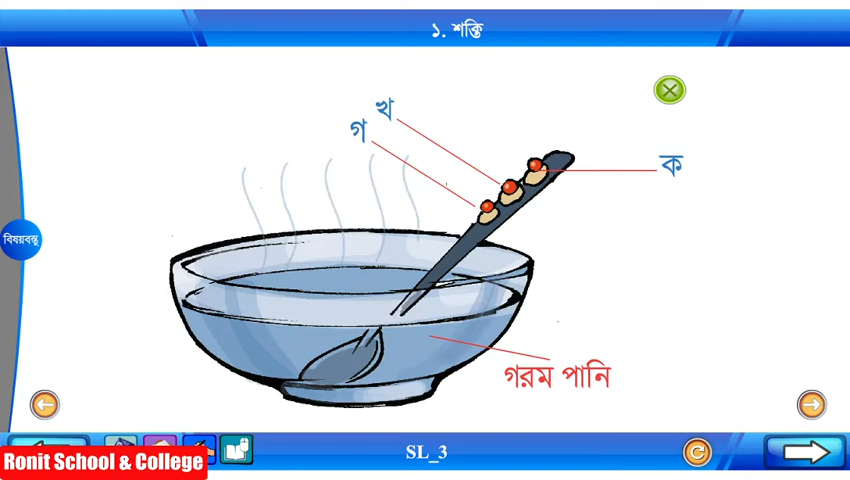 ১. শক্তি
খ
গ
ক
বিষয়বস্তু
গরম পানি
SL_3
Ronit School & College